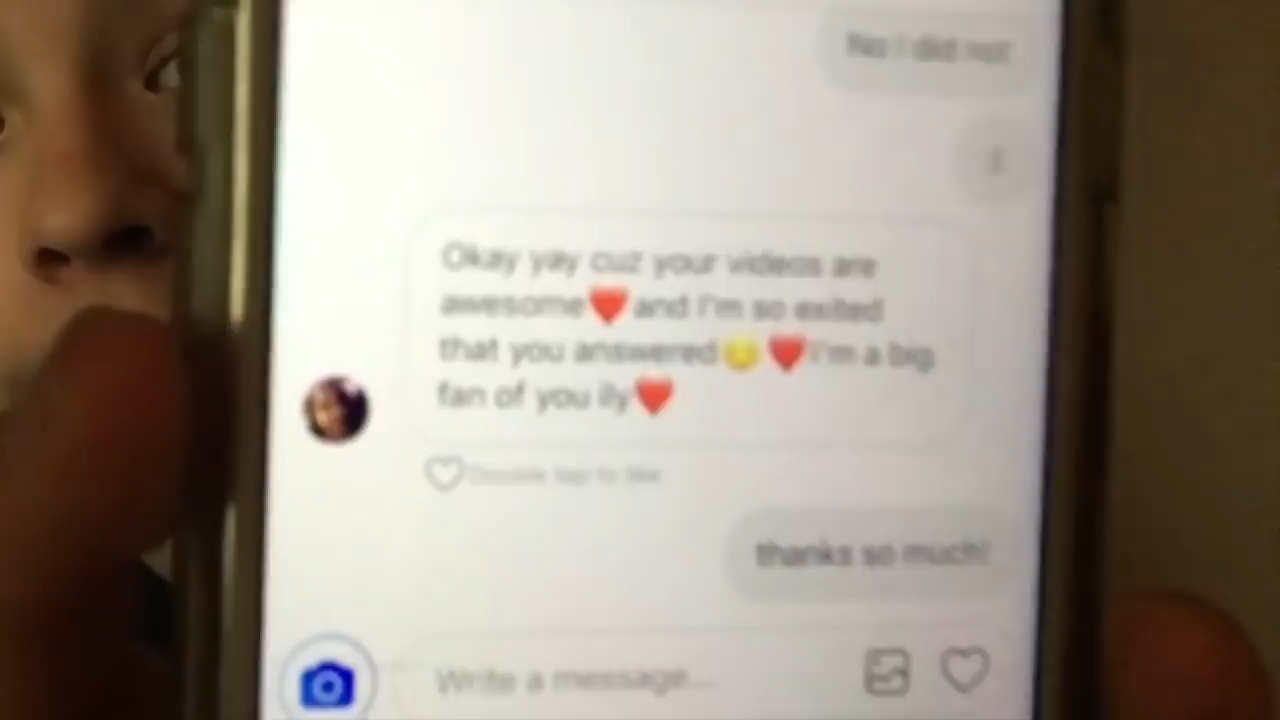 No I did not
Okay yay cuz your videos are
awesome❤️and I'm so exited
that you answered😊❤️I'm a big
fan of you ily❤️
Double tap to like
thanks so much!
Write a message...